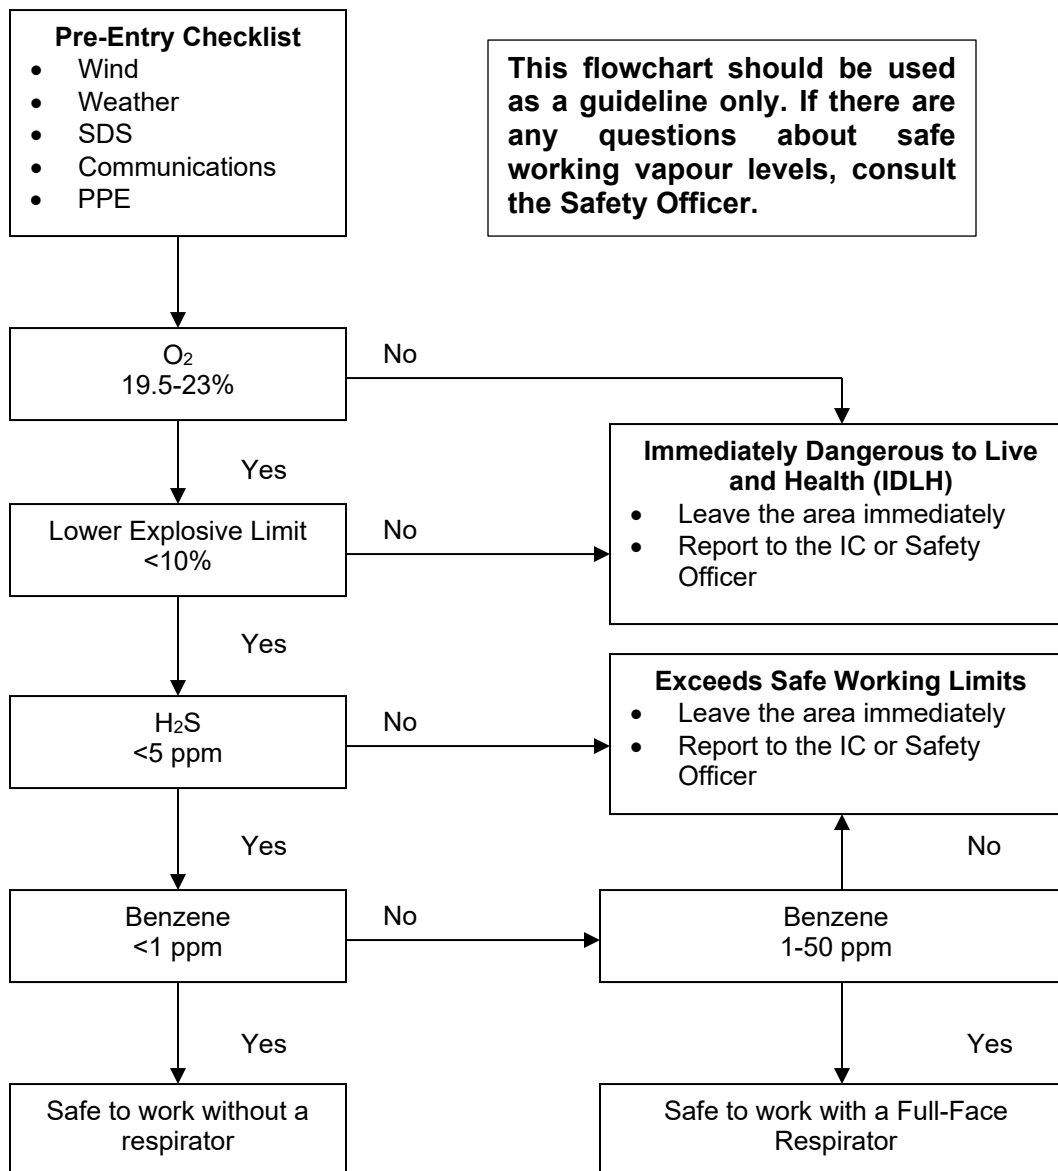 Pre-Entry Checklist
• Wind
• Weather
• SDS
• Communications
• PPE
This flowchart should be used
as a guideline only. If there are
any questions about safe
working vapour levels, consult
the Safety Officer.
O2
19.5-23%
No
Yes
Immediately Dangerous to Live
and Health (IDLH)
• Leave the area immediately
• Report to the IC or Safety
Officer
Lower Explosive Limit
<10%
No
Yes
Exceeds Safe Working Limits
• Leave the area immediately
• Report to the IC or Safety
Officer
H2S
<5 ppm
No
Yes
No
Benzene
<1 ppm
No
Benzene
1-50 ppm
Yes
Yes
Safe to work without a
respirator
Safe to work with a Full-Face
Respirator